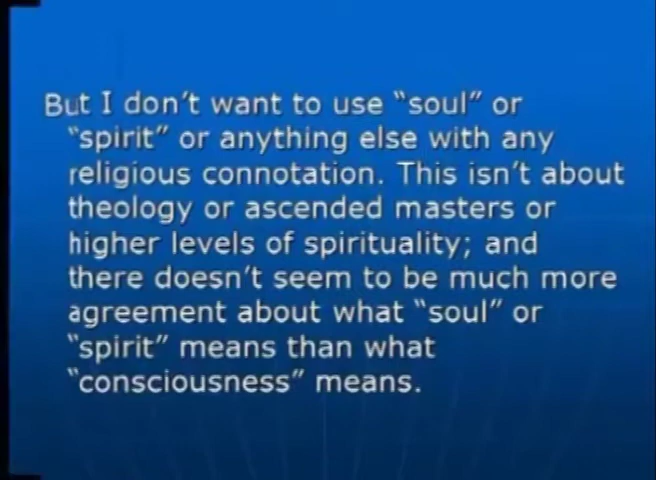 But I don't want to use "soul" or
"spirit" or anything else with any
religious connotation. This isn't about
theology or ascended masters or
higher levels of spirituality; and
there doesn't seem to be much more
agreement about what "soul" or
"spirit" means than what
"consciousness" means.